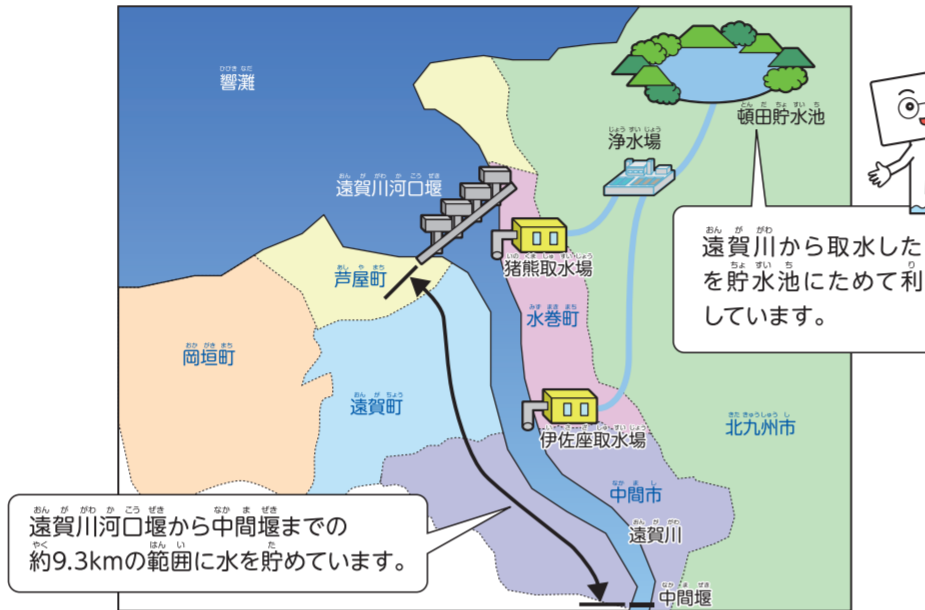 響灘
遠賀川河口堰
浄水場
頓田貯水池
遠賀川から取水した
を貯水池にためて利
しています。
猪熊取水場
芦屋町
水巻町
岡垣町
遠賀町
伊佐座取水場
北九州市
中間市
遠賀川
遠賀川河口堰から中間堰までの
約9.3kmの範囲に水を貯めています。
中間堰